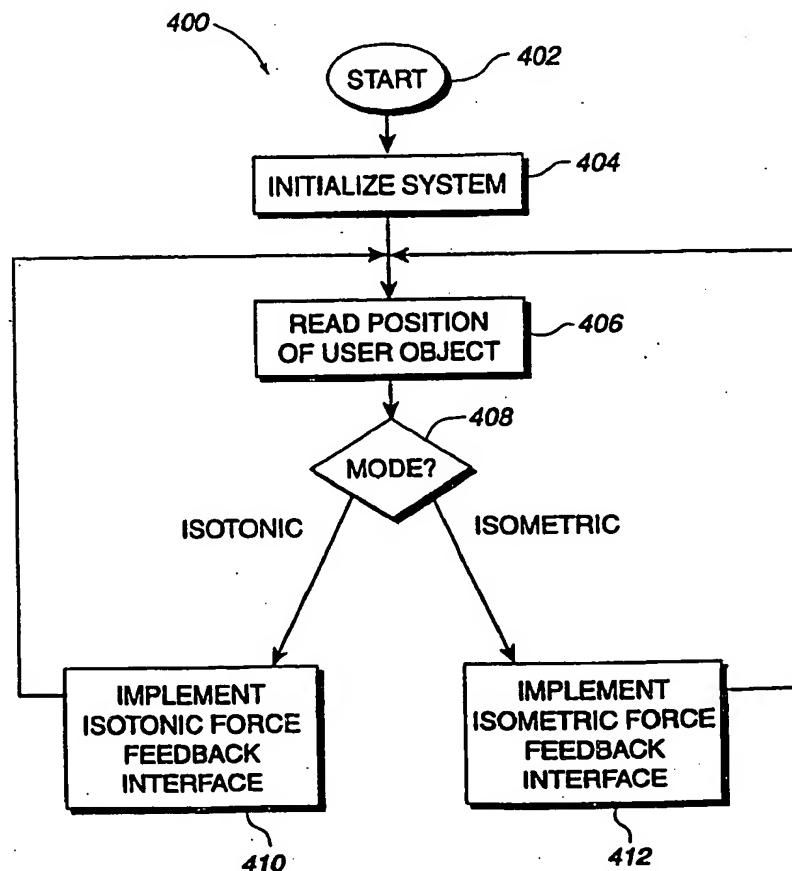 400
START
402
INITIALIZE SYSTEM
404
READ POSITION
OF USER OBJECT
406
408
MODE?
ISOTONIC
ISOMETRIC
IMPLEMENT
ISOTONIC FORCE
FEEDBACK
INTERFACE
410
IMPLEMENT
ISOMETRIC FORCE
FEEDBACK
INTERFACE
412